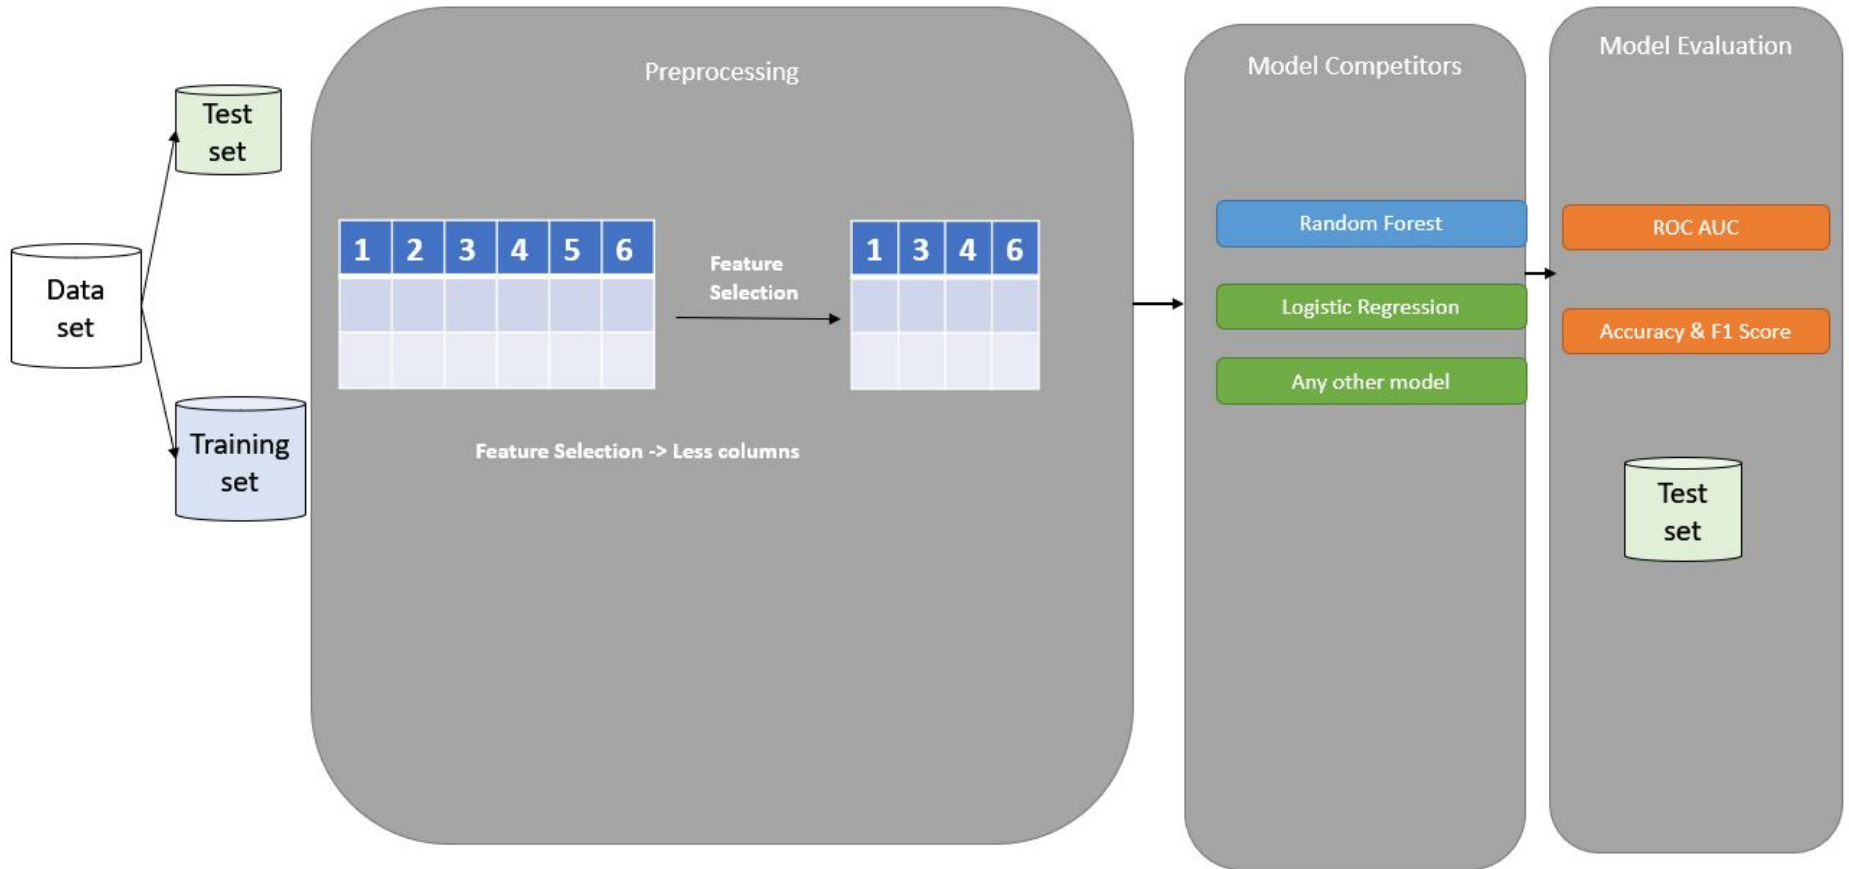 Data
set
Test
set
Training
set
Preprocessing
1 2 3 4 5 6
Feature
Selection
1 3 4 6
Feature Selection -> Less columns
Model Competitors
Random Forest
Logistic Regression
Any other model
Model Evaluation
ROC AUC
Accuracy & F1 Score
Test
set